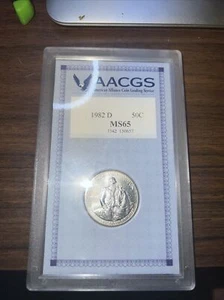 AACGS
American Alliance Coin Grading Service
1982 D 50C
MS65